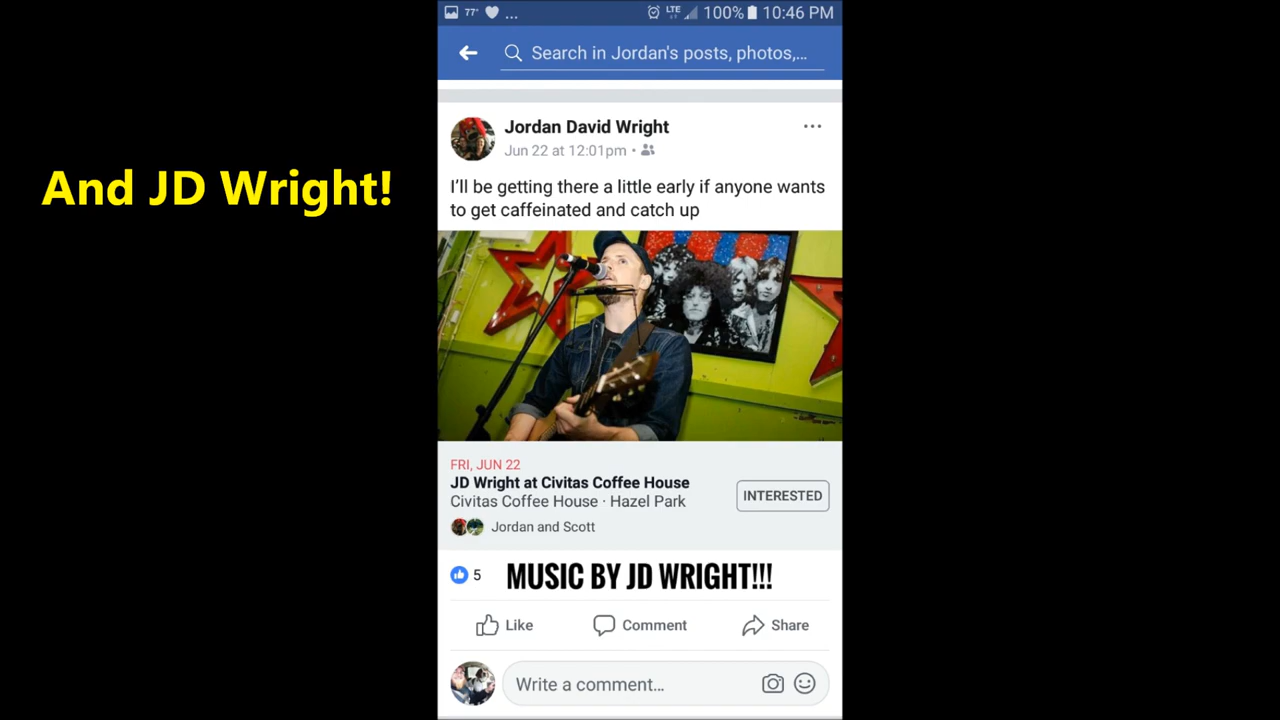 77° ... LTE 100% 10:46 PM
Search in Jordan's posts, photos,...
Jordan David Wright
Jun 22 at 12:01pm •
And JD Wright!
I'll be getting there a little early if anyone wants
to get caffeinated and catch up
FRI, JUN 22
JD Wright at Civitas Coffee House
Civitas Coffee House · Hazel Park
INTERESTED
Jordan and Scott
5
MUSIC BY JD WRIGHT!!!
Like Comment Share
Write a comment...